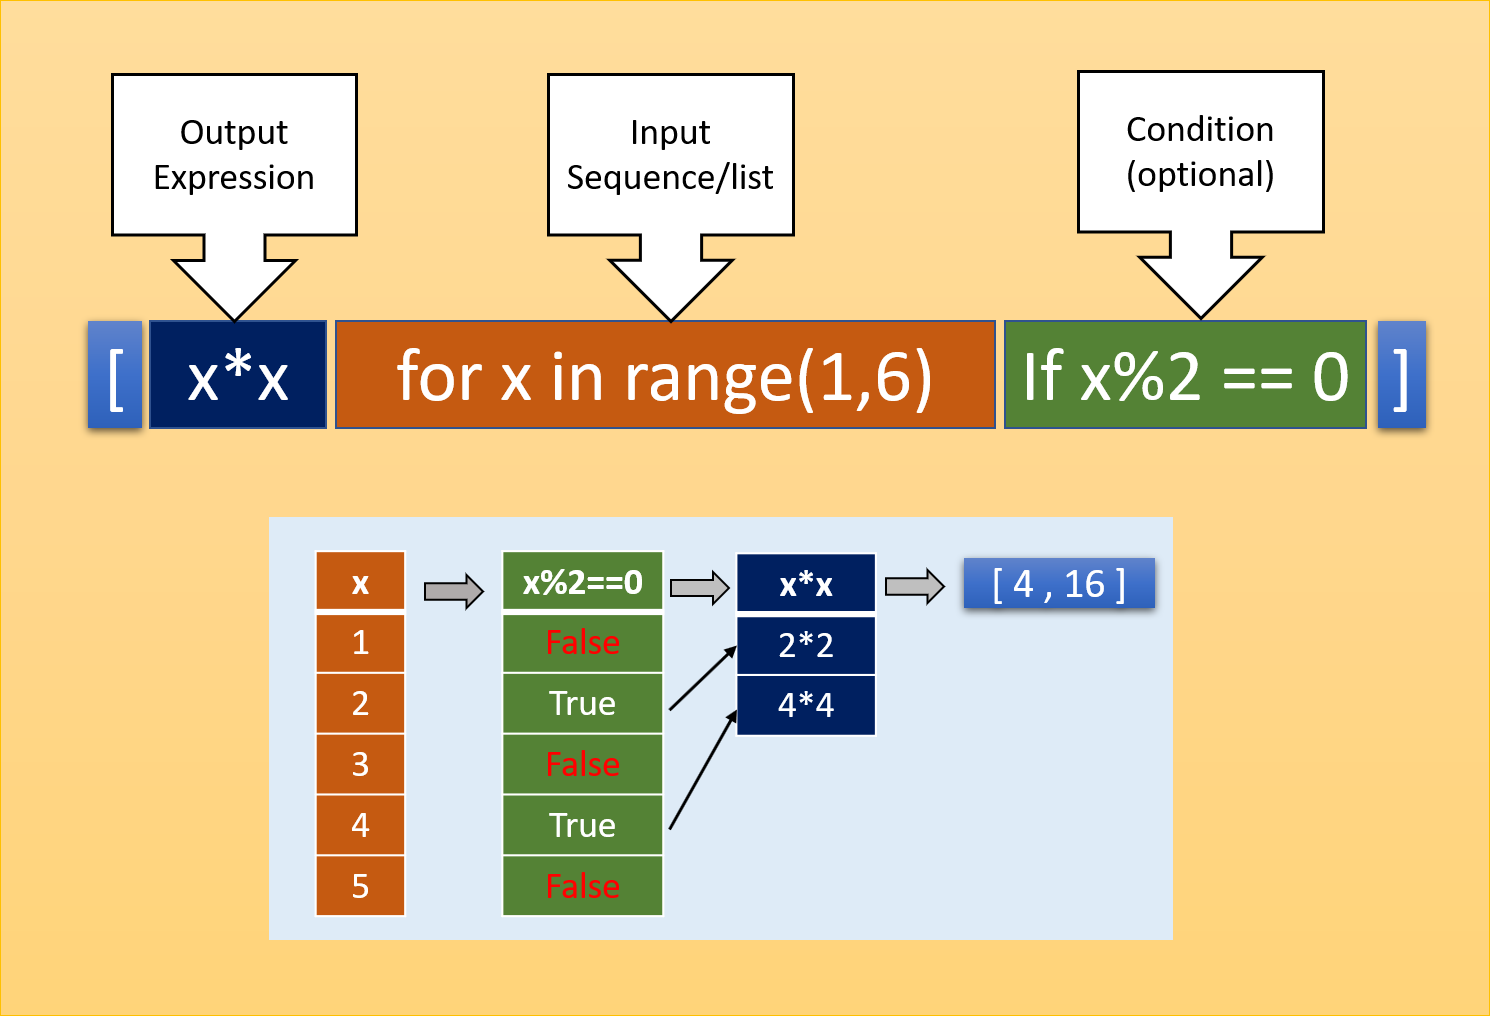 Output
Expression
Input
Sequence/list
Condition
(optional)
[ x*x for x in range(1,6) If x%2 == 0 ]
x x%2==0 x*x [ 4 , 16 ]
1 False 2*2
2 True 4*4
3 False
4 True
5 False